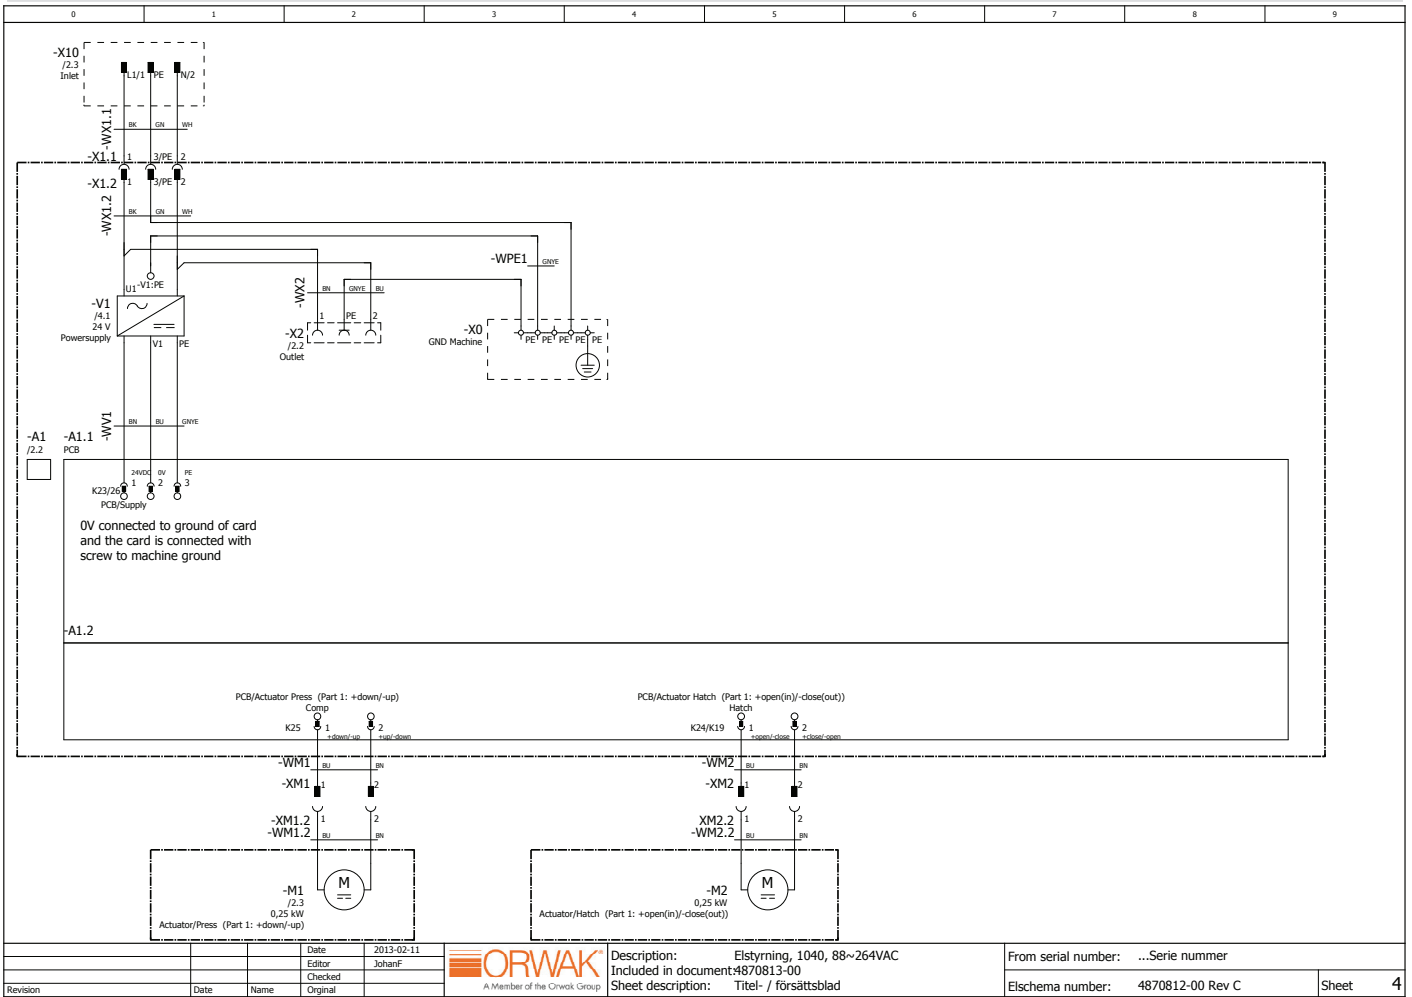 0 1 2 3 4 5 6 7 8 9
-X10
/2.3
Inlet
L1/1 PE N/2
-WX1.1
BK GN WH
-X1.1 1 3/PE 2
-X1.2 1 3/PE 2
-WX1.2
BK GN WH
-WPE1 GNYE
U1 -V1:PE
-V1
/4.1
24 V
Powersupply
V1 PE
-WX2
BN GNYE BU
1 PE 2
-X2
/2.2
Outlet
-X0
GND Machine
PE PE PE PE PE
-WV1
BN BU GNYE
-A1
/2.2
-A1.1
PCB
24VDC 0V PE
K23/26 1 2 3
PCB/Supply
0V connected to ground of card
and the card is connected with
screw to machine ground
-A1.2
PCB/Actuator Press (Part 1: +down/-up)
Comp
K25 1 2
+down/-up +up/-down
PCB/Actuator Hatch (Part 1: +open(in)/-close(out))
Hatch
K24/K19 1 2
+open/-close +close/-open
-WM1 BU BN
-XM1 1 2
-XM1.2 1 2
-WM1.2 BU BN
-WM2 BU BN
-XM2 1 2
XM2.2 1 2
-WM2.2 BU BN
M
-M1
/2.3
0,25 kW
Actuator/Press (Part 1: +down/-up)
M
-M2
0,25 kW
Actuator/Hatch (Part 1: +open(in)/-close(out))
Date 2013-02-11
Editor JohanF
Checked
Revision Date Name Orginal
ORWAK
A Member of the Orwak Group
Description: Elstyrning, 1040, 88~264VAC
Included in document: 4870813-00
Sheet description: Titel- / försättsblad
From serial number: ...Serie nummer
Elschema number: 4870812-00 Rev C
Sheet 4